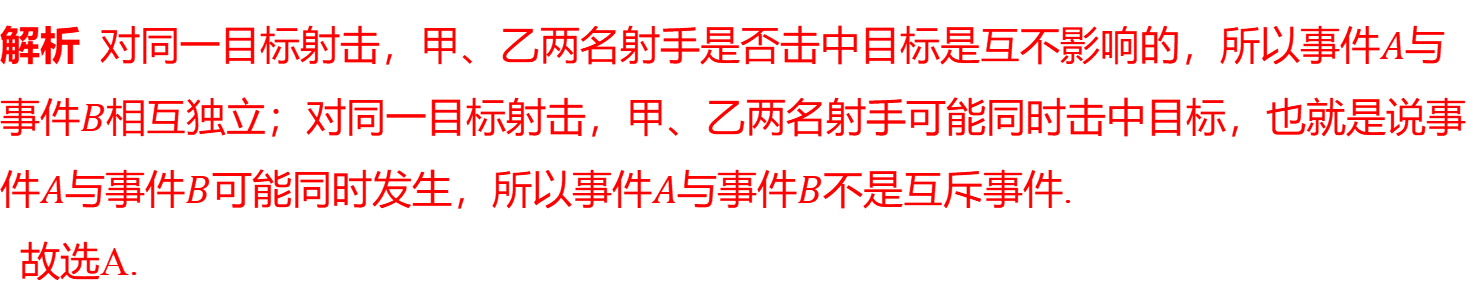 解析 对同一目标射击，甲、乙两名射手是否击中目标是互不影响的，所以事件A与
事件B相互独立；对同一目标射击，甲、乙两名射手可能同时击中目标，也就是说事
件A与事件B可能同时发生，所以事件A与事件B不是互斥事件.
故选A.